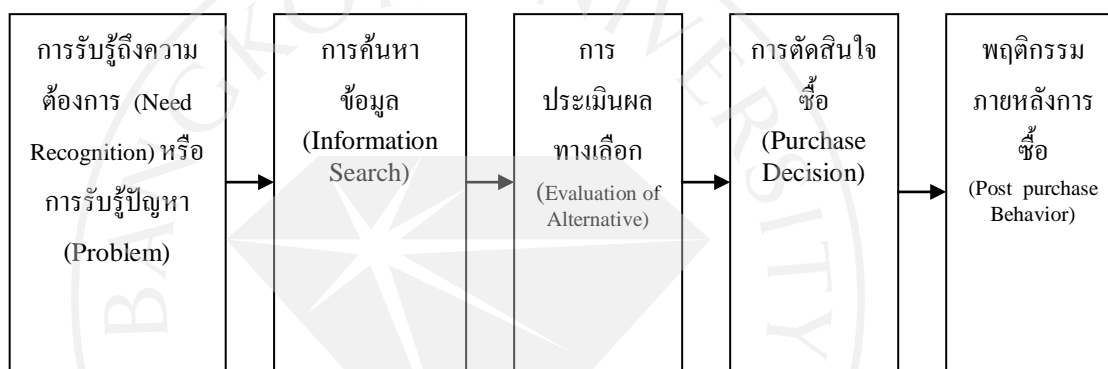 การรับรู้ถึงความ
ต้องการ (Need
Recognition) หรือ
การรับรู้ปัญหา
(Problem)
การค้นหา
ข้อมูล
(Information
Search)
การ
ประเมินผล
ทางเลือก
(Evaluation of
Alternative)
การตัดสินใจ
ซื้อ
(Purchase
Decision)
พฤติกรรม
ภายหลังการ
ซื้อ
(Post purchase
Behavior)
BANGKOK UNIVERSITY